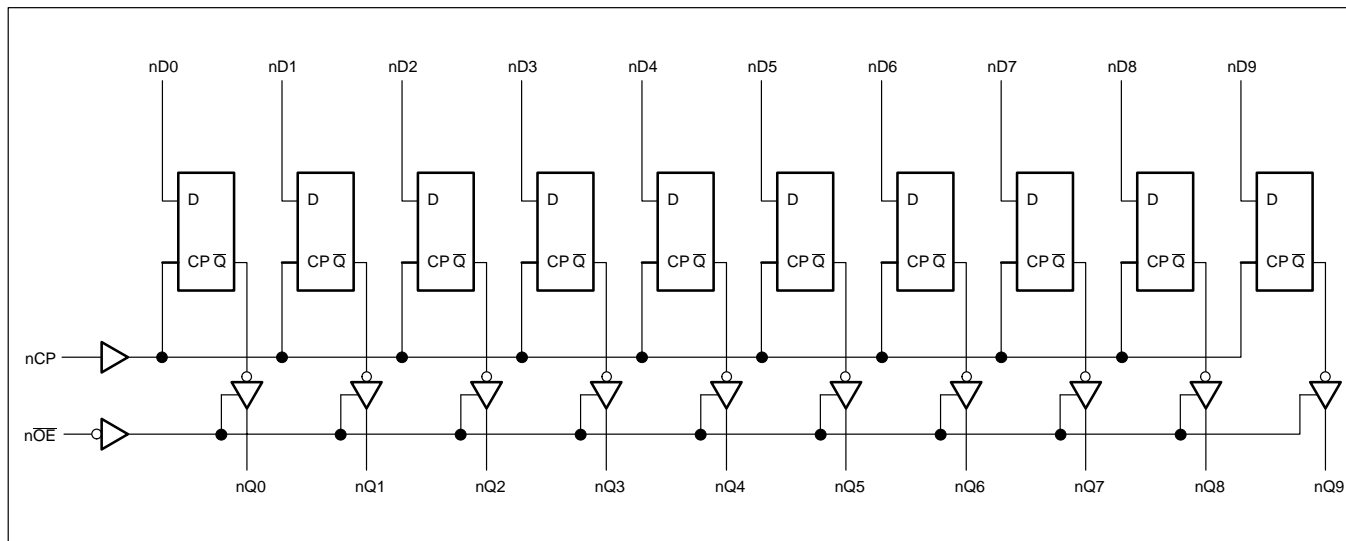 nD0 nD1 nD2 nD3 nD4 nD5 nD6 nD7 nD8 nD9
D D D D D D D D D D
CP Q̅ CP Q̅ CP Q̅ CP Q̅ CP Q̅ CP Q̅ CP Q̅ CP Q̅ CP Q̅ CP Q̅
nCP
nO̅E̅
nQ0 nQ1 nQ2 nQ3 nQ4 nQ5 nQ6 nQ7 nQ8 nQ9